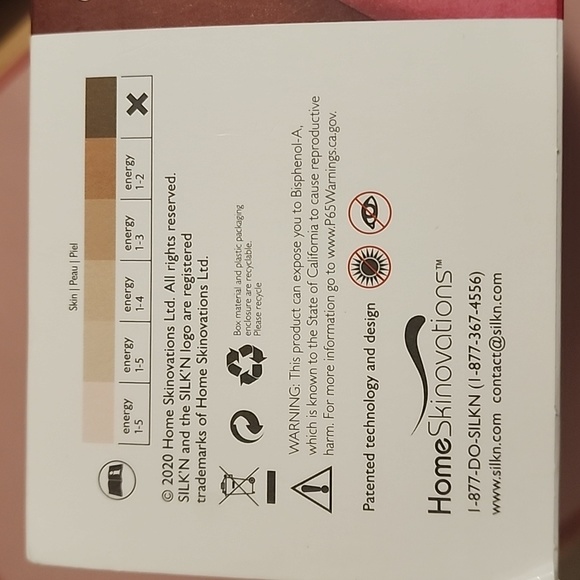 Skin | Peau | Piel
energy energy energy energy energy
1-5 1-5 1-4 1-3 1-2
© 2020 Home Skinovations Ltd. All rights reserved.
SILK'N and the SILK'N logo are registered
trademarks of Home Skinovations Ltd.
Box material and plastic packaging
enclosure are recyclable.
Please recycle
WARNING: This product can expose you to Bisphenol-A,
which is known to the State of California to cause reproductive
harm. For more information go to www.P65Warnings.ca.gov.
Patented technology and design
HomeSkinovations™
1-877-DO-SILKN (1-877-367-4556)
www.silkn.com contact@silkn.com